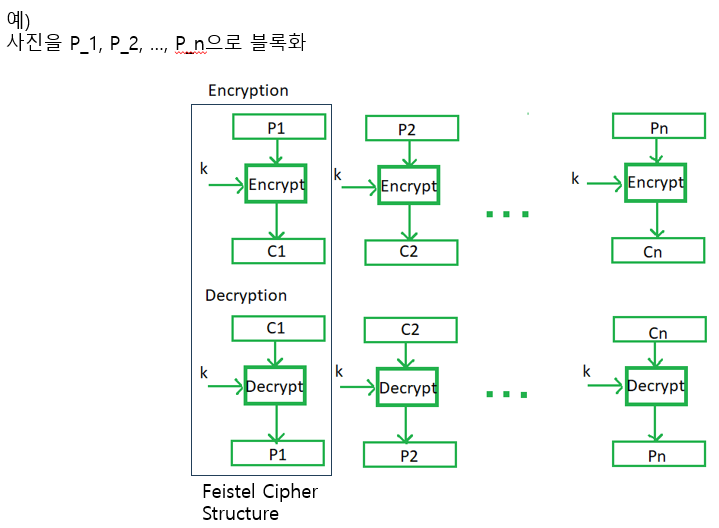 예)
사진을 P_1, P_2, ..., P_n으로 블록화
Encryption
P1
P2
Pn
k
Encrypt
k
Encrypt
k
Encrypt
C1
C2
Cn
Decryption
C1
C2
Cn
k
Decrypt
k
Decrypt
k
Decrypt
P1
P2
Pn
Feistel Cipher
Structure